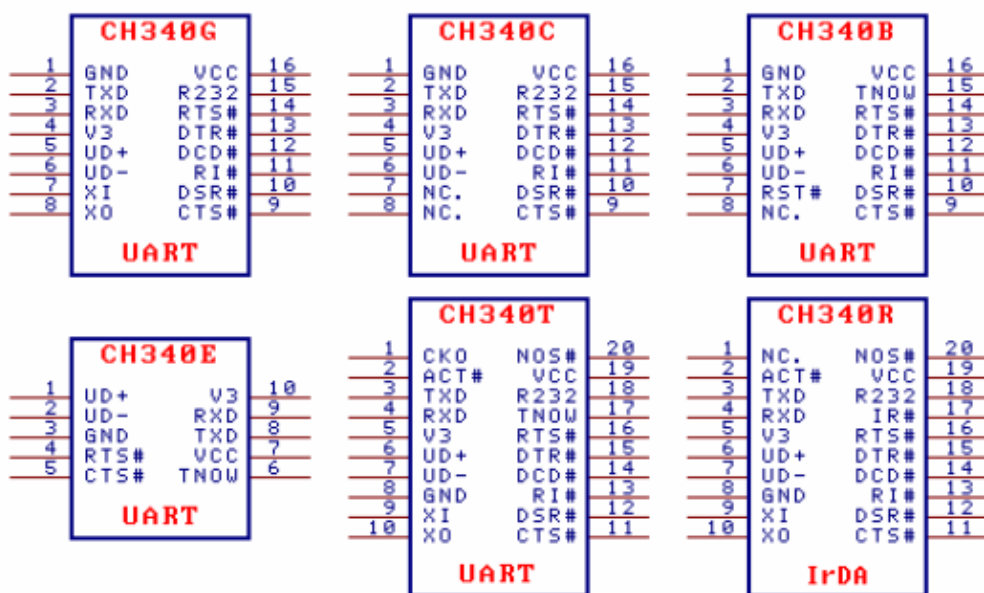 CH340G
1 GND VCC 16
2 TXD R232 15
3 RXD RTS# 14
4 V3 DTR# 13
5 UD+ DCD# 12
6 UD- RI# 11
7 XI DSR# 10
8 XO CTS# 9
UART
CH340C
1 GND VCC 16
2 TXD R232 15
3 RXD RTS# 14
4 V3 DTR# 13
5 UD+ DCD# 12
6 UD- RI# 11
7 NC. DSR# 10
8 NC. CTS# 9
UART
CH340B
1 GND VCC 16
2 TXD TNOW 15
3 RXD RTS# 14
4 V3 DTR# 13
5 UD+ DCD# 12
6 UD- RI# 11
7 RST# DSR# 10
8 NC. CTS# 9
UART
CH340E
1 UD+ V3 10
2 UD- RXD 9
3 GND TXD 8
4 RTS# VCC 7
5 CTS# TNOW 6
UART
CH340T
1 CKO NOS# 20
2 ACT# VCC 19
3 TXD R232 18
4 RXD TNOW 17
5 V3 RTS# 16
6 UD+ DTR# 15
7 UD- DCD# 14
8 GND RI# 13
9 XI DSR# 12
10 XO CTS# 11
UART
CH340R
1 NC. NOS# 20
2 ACT# VCC 19
3 TXD R232 18
4 RXD IR# 17
5 V3 RTS# 16
6 UD+ DTR# 15
7 UD- DCD# 14
8 GND RI# 13
9 XI DSR# 12
10 XO CTS# 11
IrDA